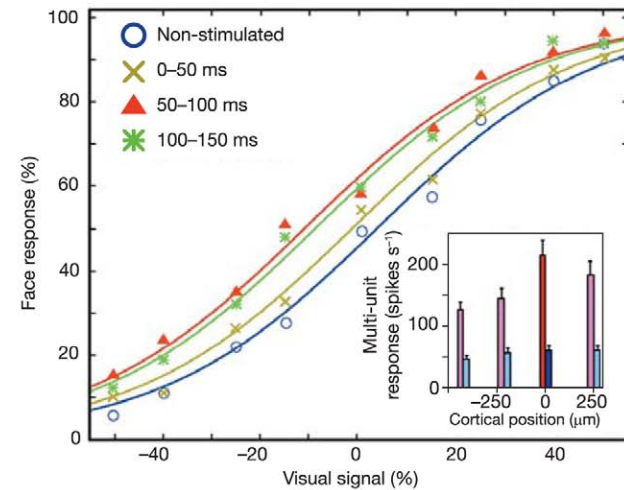 100
80
60
40
20
0
Face response (%)
Non-stimulated
0–50 ms
50–100 ms
100–150 ms
−40
−20
0
20
40
Visual signal (%)
200
100
0
Multi-unit
response (spikes s⁻¹)
−250
0
250
Cortical position (μm)